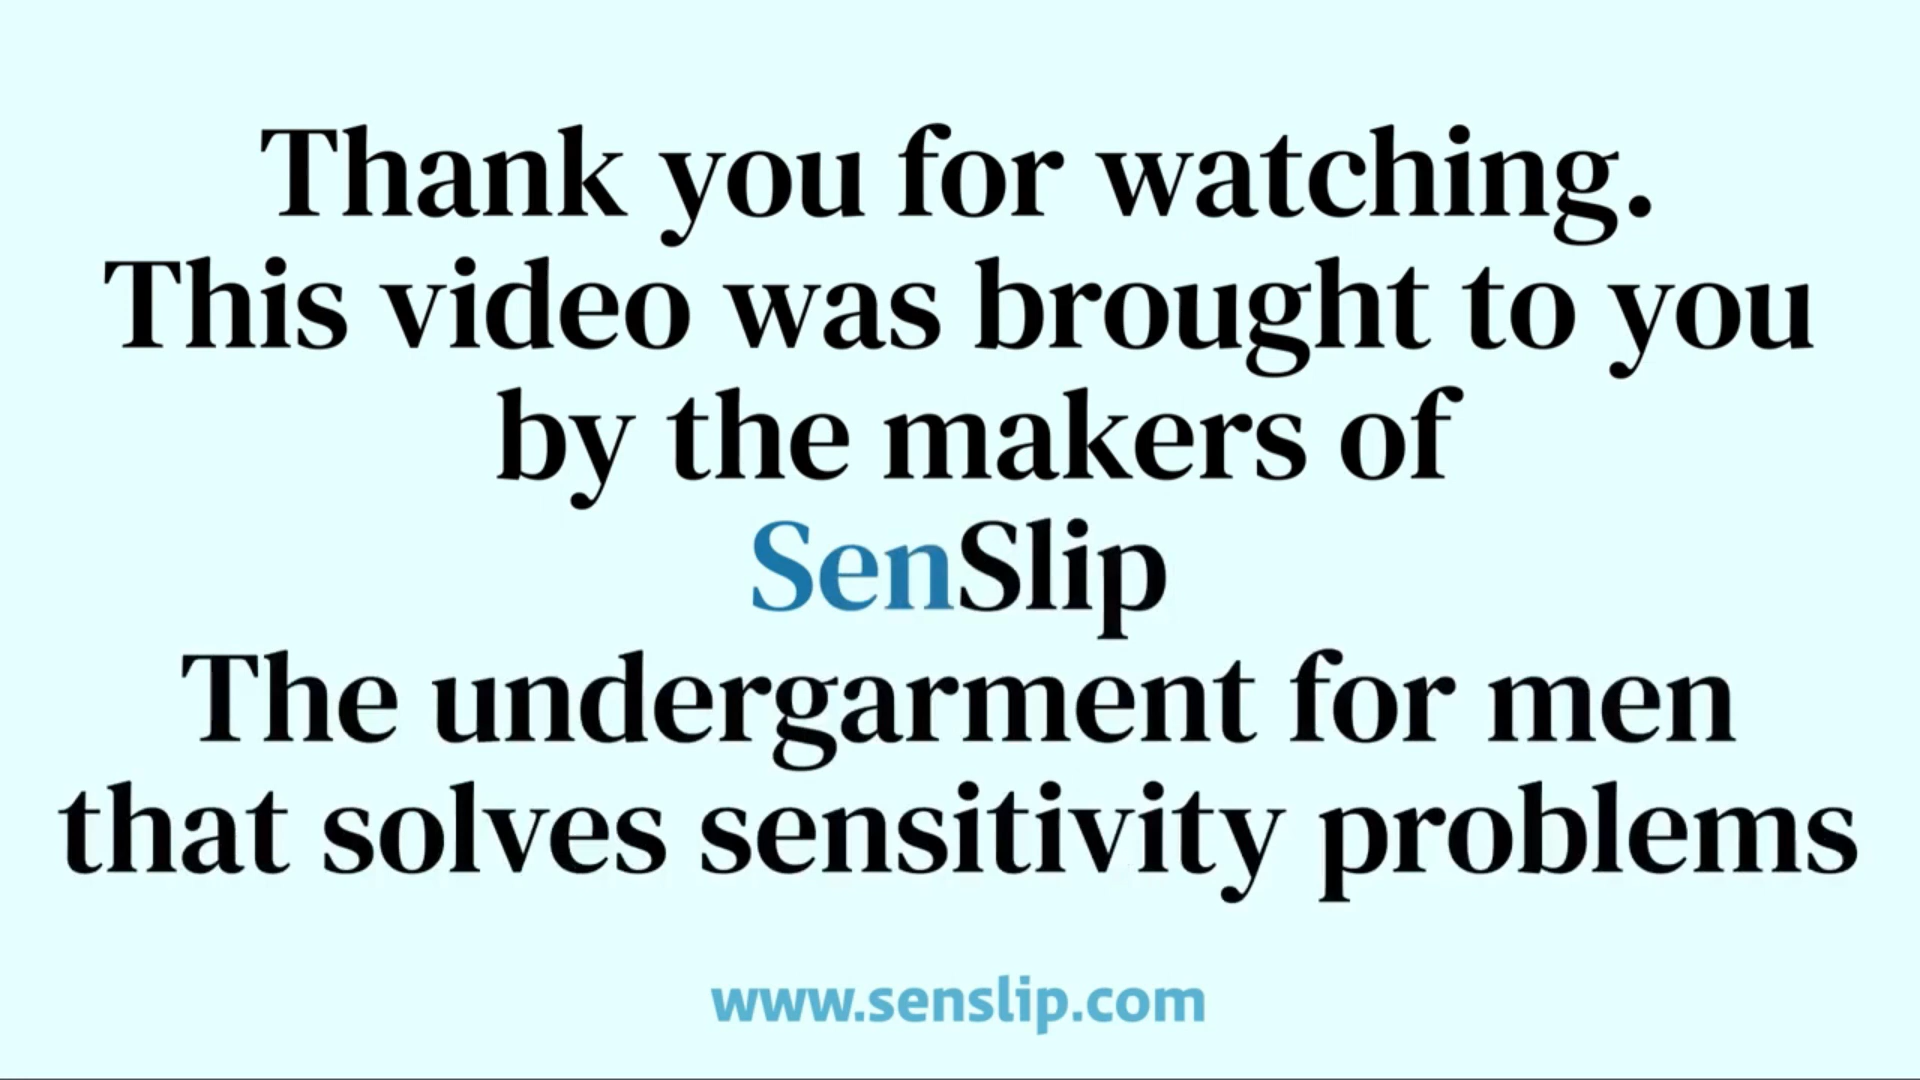 Thank you for watching.
This video was brought to you
by the makers of
SenSlip
The undergarment for men
that solves sensitivity problems
www.senslip.com